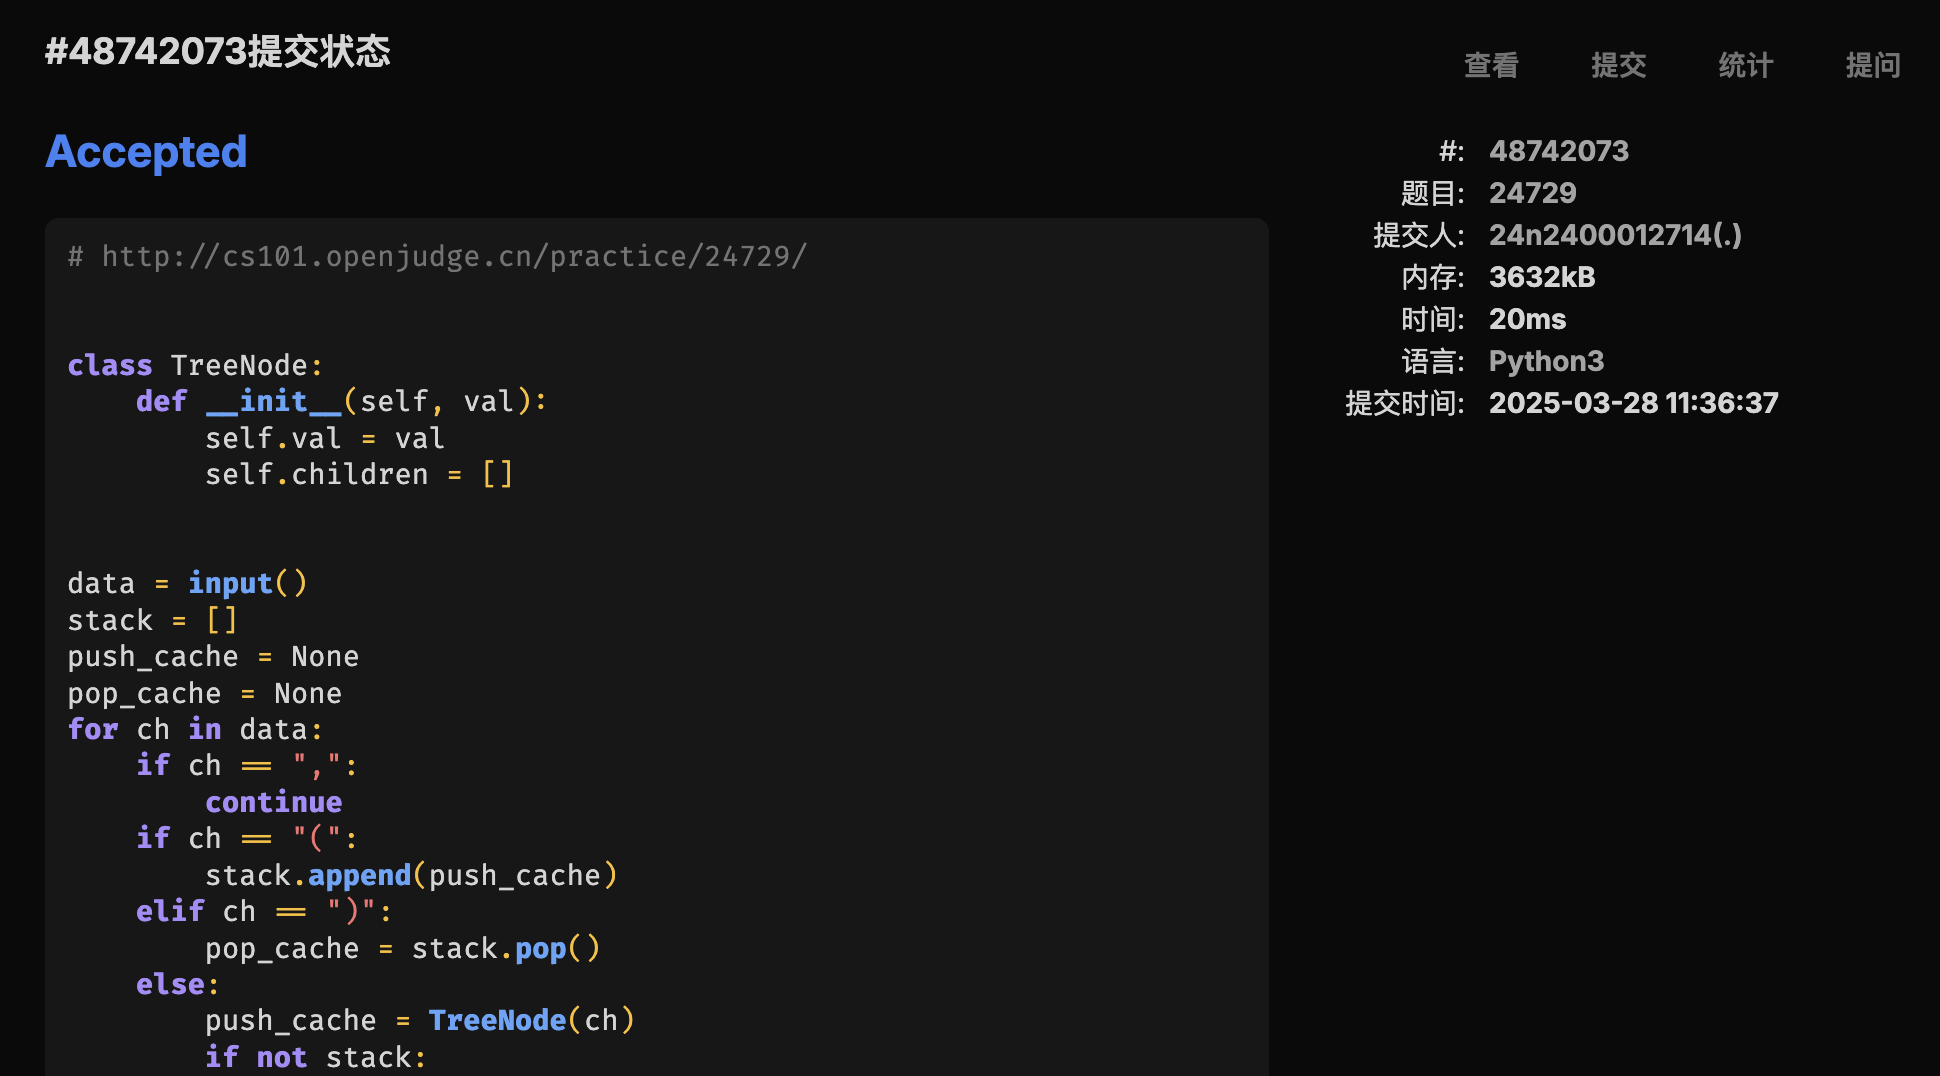 #48742073提交状态
查看 提交 统计 提问
Accepted
# http://cs101.openjudge.cn/practice/24729/
class TreeNode:
    def __init__(self, val):
        self.val = val
        self.children = []
data = input()
stack = []
push_cache = None
pop_cache = None
for ch in data:
    if ch == ",":
        continue
    if ch == "(":
        stack.append(push_cache)
    elif ch == ")":
        pop_cache = stack.pop()
    else:
        push_cache = TreeNode(ch)
        if not stack:
#: 48742073
题目: 24729
提交人: 24n2400012714(.)
内存: 3632kB
时间: 20ms
语言: Python3
提交时间: 2025-03-28 11:36:37